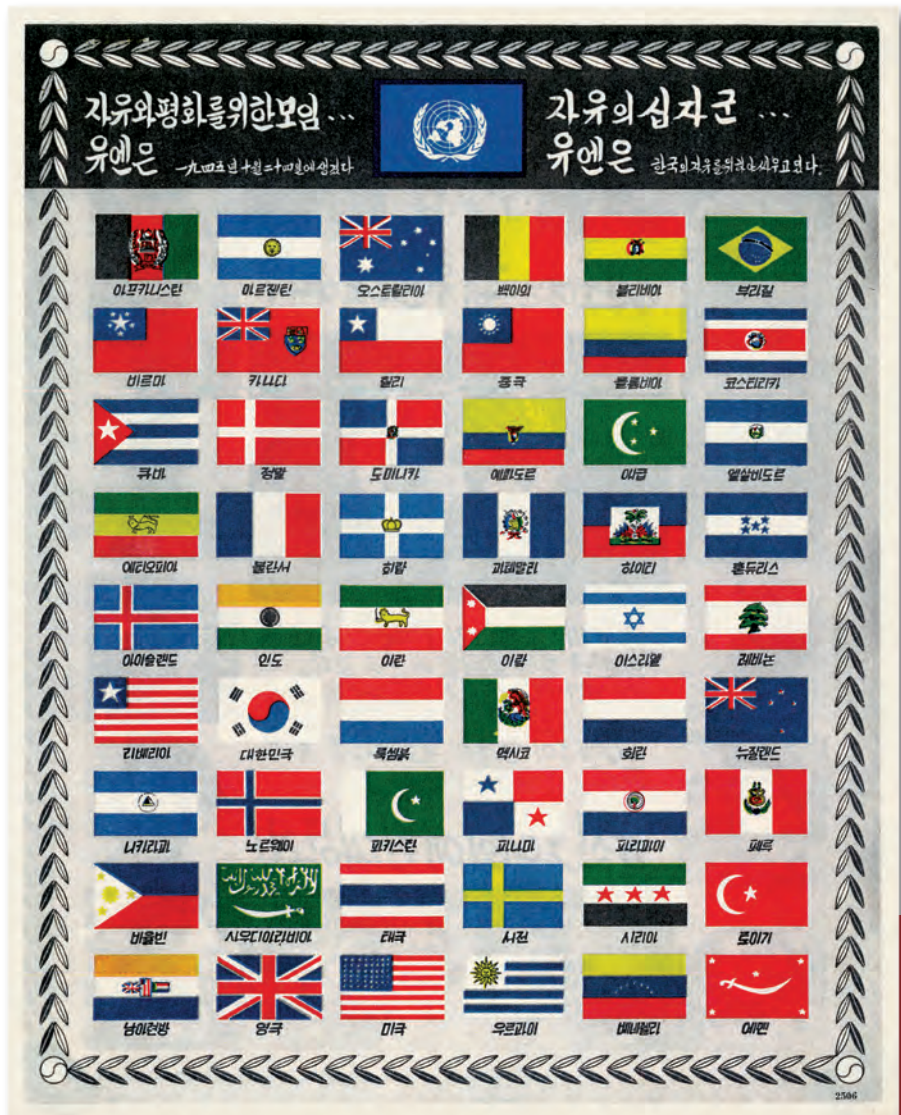 자유와평화를위한모임...
유엔은 一九四五년十월二十四일에생겼다
자유의십자군 ...
유엔은 한국의자유를위하야싸우고있다.
아프카니스탄 아르젠틴 오스트랄리아 백이의 볼리비아 부라질
비르마 카나다 칠리 중국 콜롬비아 코스타리카
큐바 정말 도미니카 에쿠아도르 애급 엘살바도르
에티오피아 불란서 희랍 과테말라 하이티 혼듀라스
아이슬랜드 인도 이란 이락 이스라엘 레바논
리베리아 대한민국 룩셈북 멕시코 화란 뉴질랜드
니카라과 노르웨이 파키스탄 파나마 파라과이 페루
비율빈 사우디아라비아 태국 서전 시리아 토이기
남아련방 영국 미국 우르과이 베네쥴라 예멘
2506